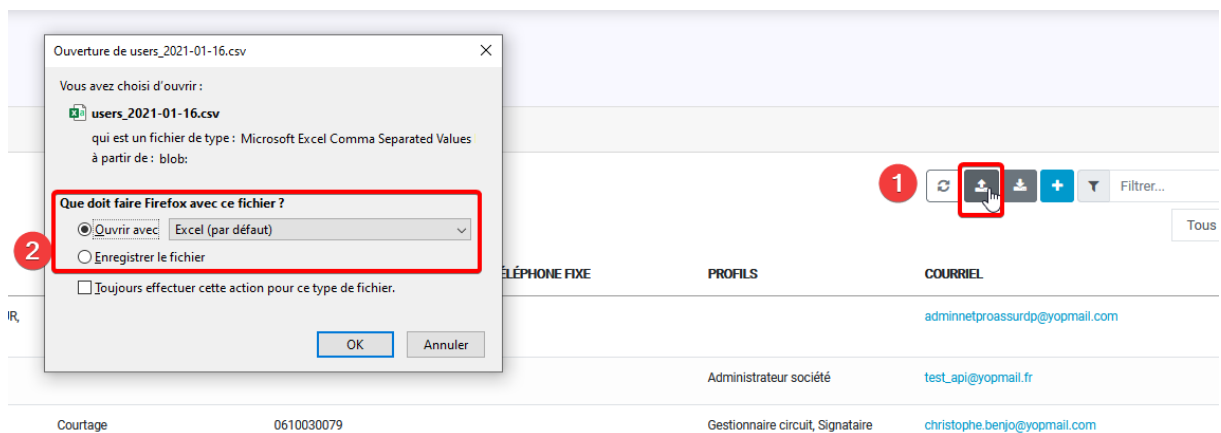 Ouverture de users_2021-01-16.csv
Vous avez choisi d'ouvrir :
users_2021-01-16.csv
qui est un fichier de type : Microsoft Excel Comma Separated Values
à partir de : blob:
Que doit faire Firefox avec ce fichier ?
Ouvrir avec Excel (par défaut)
2
Enregistrer le fichier
Toujours effectuer cette action pour ce type de fichier.
OK Annuler
1
Filtrer...
Tous
ÉLÉPHONE FIXE PROFILS COURRIEL
IR, adminnetproassurdp@yopmail.com
Administrateur société test_api@yopmail.fr
Courtage 0610030079 Gestionnaire circuit, Signataire christophe.benjo@yopmail.com